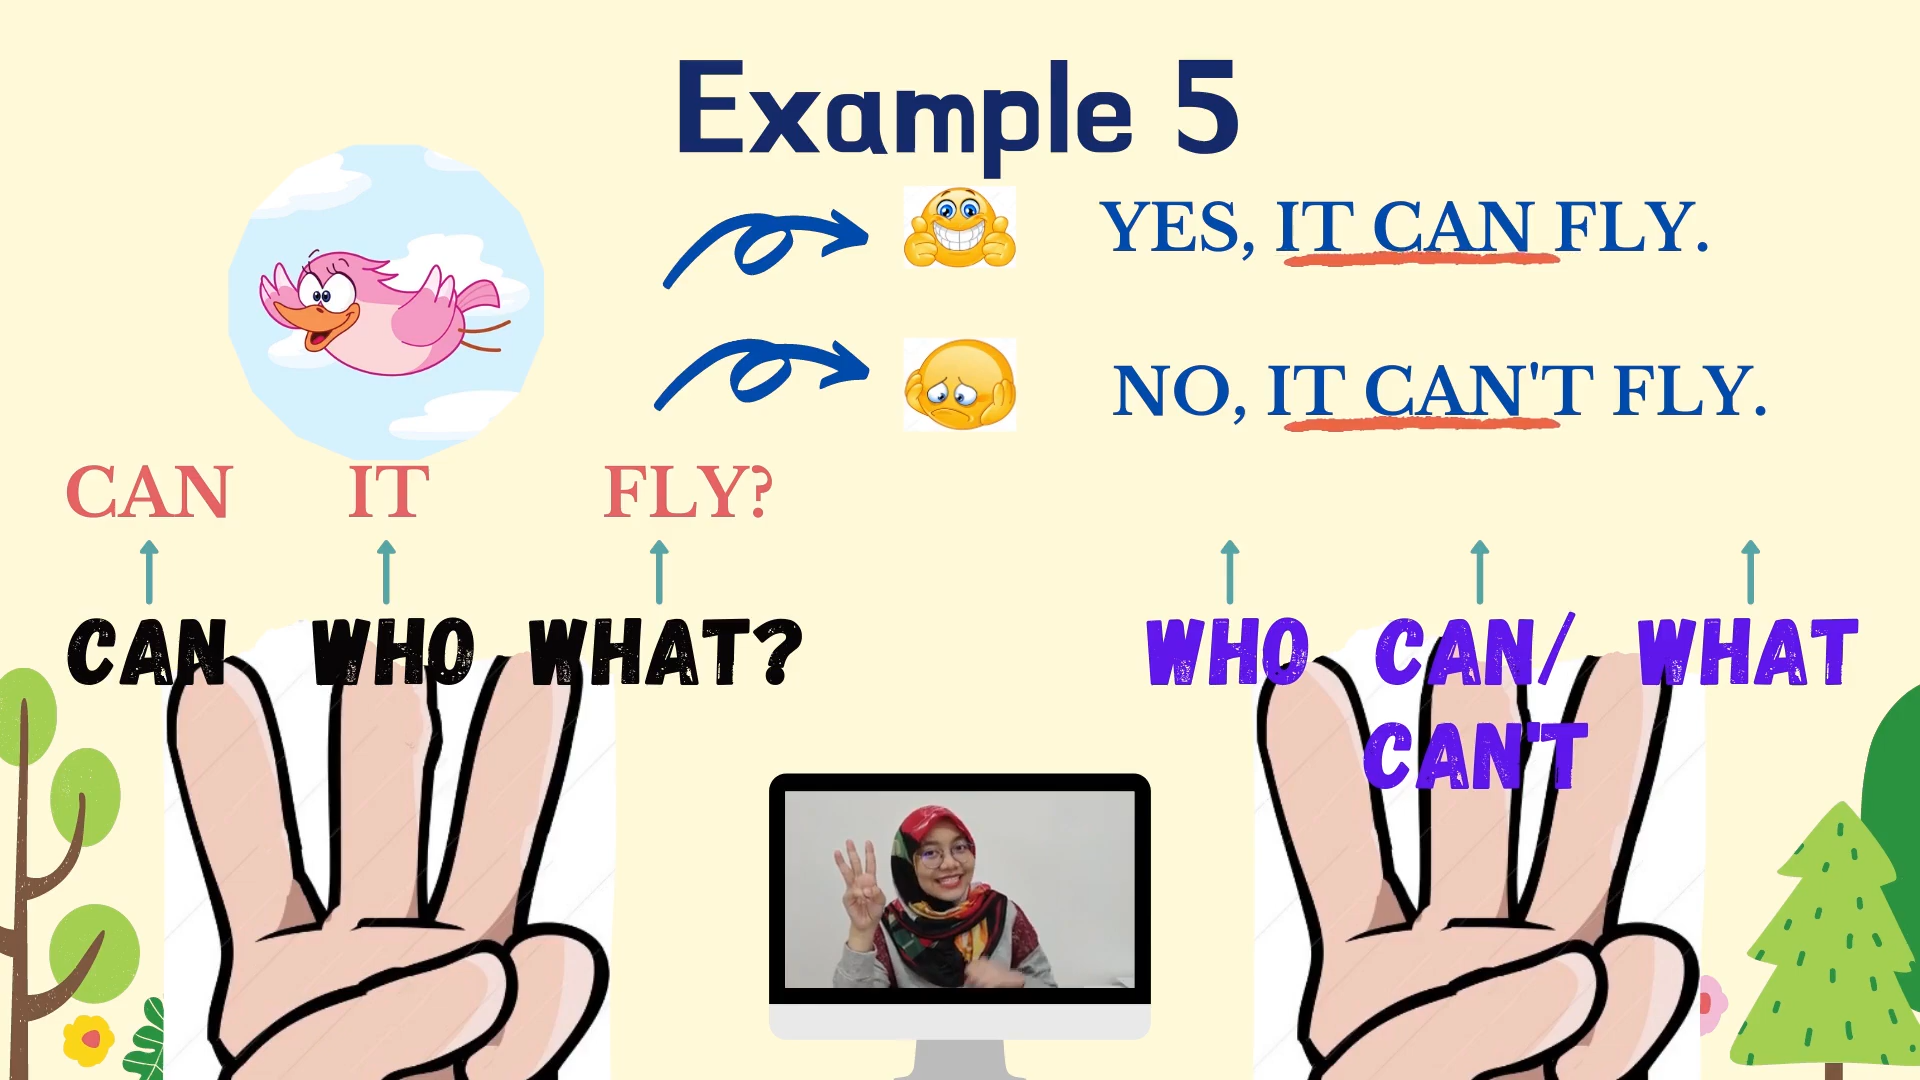 Example 5
YES, IT CAN FLY.
NO, IT CAN'T FLY.
CAN IT FLY?
CAN WHO WHAT?
WHO CAN/ WHAT
CAN'T